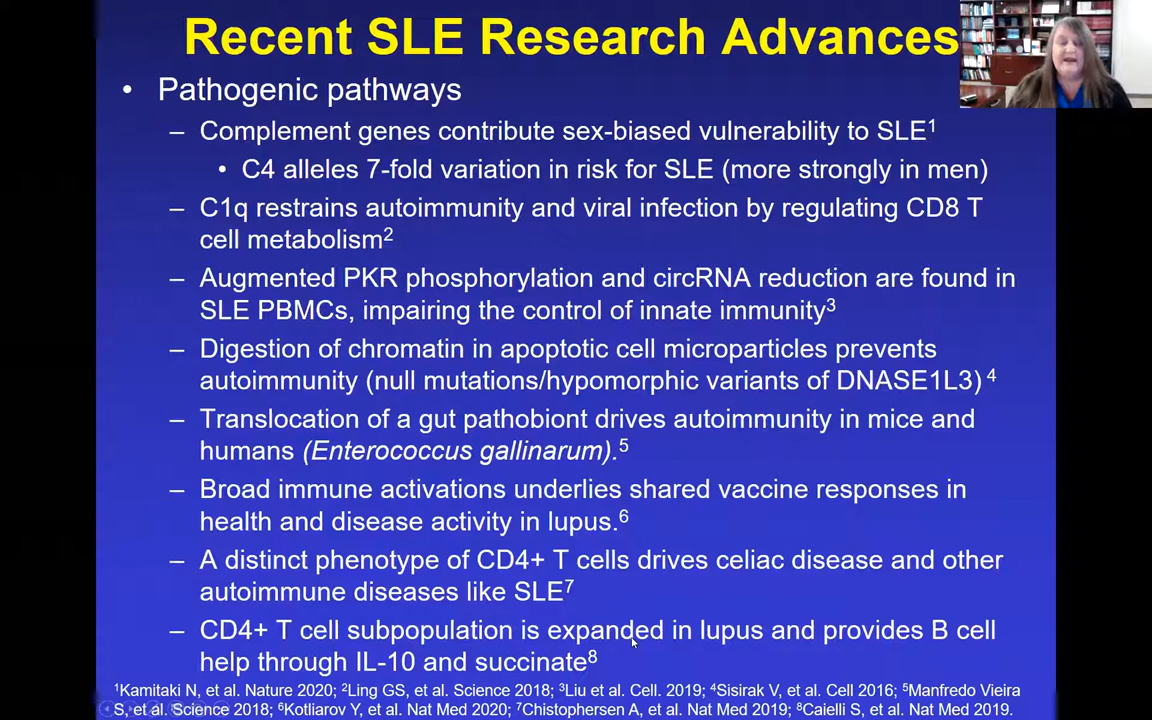 Recent SLE Research Advances
• Pathogenic pathways
– Complement genes contribute sex-biased vulnerability to SLE1
• C4 alleles 7-fold variation in risk for SLE (more strongly in men)
– C1q restrains autoimmunity and viral infection by regulating CD8 T
cell metabolism2
– Augmented PKR phosphorylation and circRNA reduction are found in
SLE PBMCs, impairing the control of innate immunity3
– Digestion of chromatin in apoptotic cell microparticles prevents
autoimmunity (null mutations/hypomorphic variants of DNASE1L3) 4
– Translocation of a gut pathobiont drives autoimmunity in mice and
humans (Enterococcus gallinarum).5
– Broad immune activations underlies shared vaccine responses in
health and disease activity in lupus.6
– A distinct phenotype of CD4+ T cells drives celiac disease and other
autoimmune diseases like SLE7
– CD4+ T cell subpopulation is expanded in lupus and provides B cell
help through IL-10 and succinate8
1Kamitaki N, et al. Nature 2020; 2Ling GS, et al. Science 2018; 3Liu et al. Cell. 2019; 4Sisirak V, et al. Cell 2016; 5Manfredo Vieira
S, et al. Science 2018; 6Kotliarov Y, et al. Nat Med 2020; 7Chistophersen A, et al. Nat Med 2019; 8Caielli S, et al. Nat Med 2019.